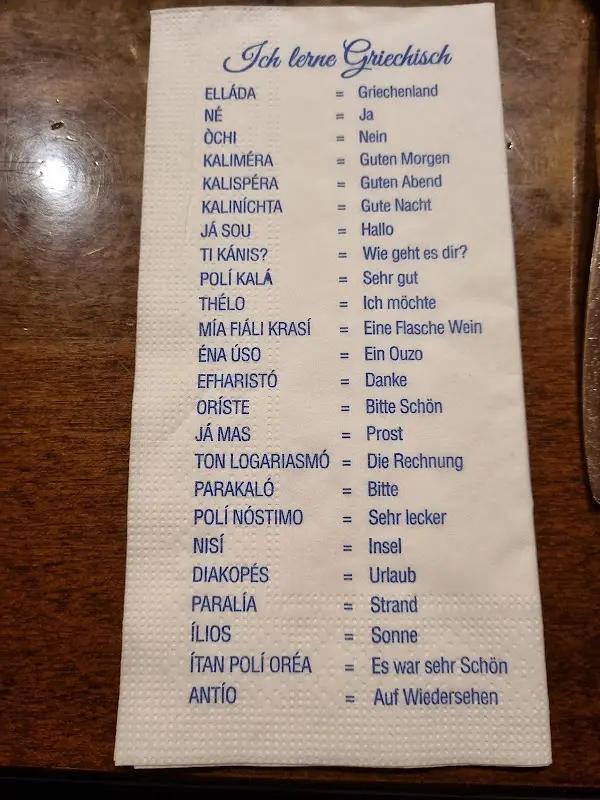 Ich lerne Griechisch
ELLÁDA = Griechenland
NÉ = Ja
ÒCHI = Nein
KALIMÉRA = Guten Morgen
KALISPÉRA = Guten Abend
KALINÍCHTA = Gute Nacht
JÁ SOU = Hallo
TI KÁNIS? = Wie geht es dir?
POLÍ KALÁ = Sehr gut
THÉLO = Ich möchte
MÍA FIÁLI KRASÍ = Eine Flasche Wein
ÉNA ÚSO = Ein Ouzo
EFHARISTÓ = Danke
ORÍSTE = Bitte Schön
JÁ MAS = Prost
TON LOGARIASMÓ = Die Rechnung
PARAKALÓ = Bitte
POLÍ NÓSTIMO = Sehr lecker
NISÍ = Insel
DIAKOPÉS = Urlaub
PARALÍA = Strand
ÍLIOS = Sonne
ÍTAN POLÍ ORÉA = Es war sehr Schön
ANTÍO = Auf Wiedersehen